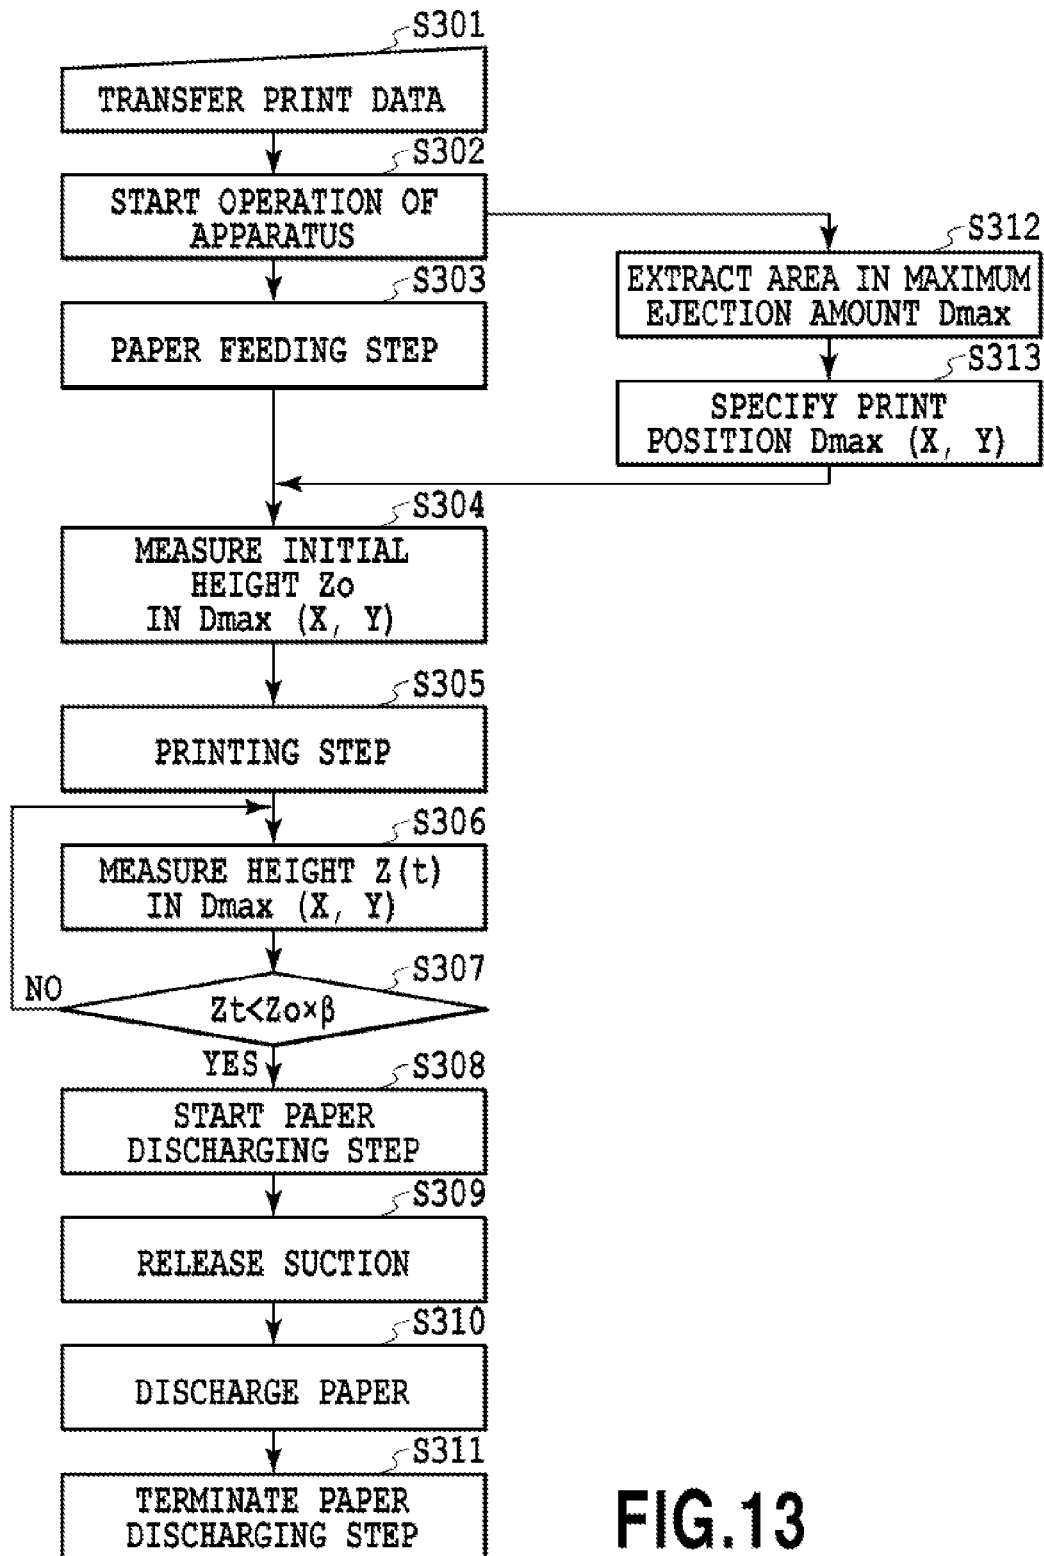 S301
TRANSFER PRINT DATA
S302
START OPERATION OF
APPARATUS
S312
EXTRACT AREA IN MAXIMUM
EJECTION AMOUNT Dmax
S303
PAPER FEEDING STEP
S313
SPECIFY PRINT
POSITION Dmax (X, Y)
S304
MEASURE INITIAL
HEIGHT Zo
IN Dmax (X, Y)
S305
PRINTING STEP
S306
MEASURE HEIGHT Z(t)
IN Dmax (X, Y)
S307
NO
Zt<Zo×β
YES
S308
START PAPER
DISCHARGING STEP
S309
RELEASE SUCTION
S310
DISCHARGE PAPER
S311
TERMINATE PAPER
DISCHARGING STEP
FIG.13